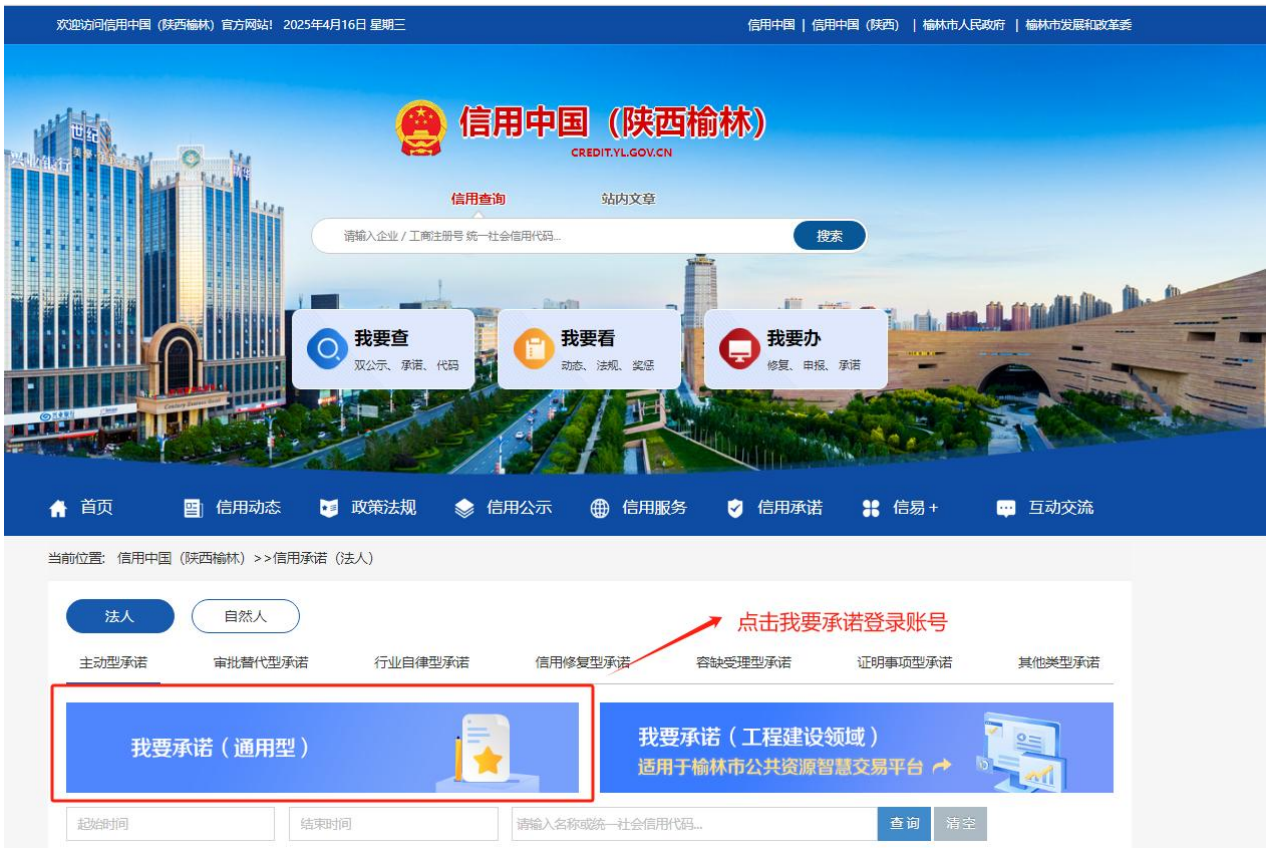 欢迎访问信用中国（陕西榆林）官方网站！ 2025年4月16日 星期三
信用中国 | 信用中国（陕西） | 榆林市人民政府 | 榆林市发展和改革委
信用中国（陕西榆林）
CREDIT.YL.GOV.CN
世纪
兴业银行
信用查询 站内文章
请输入企业 / 工商注册号 统一社会信用代码... 搜索
我要查 我要看 我要办
双公示、承诺、代码 动态、法规、奖惩 修复、申报、承诺
首页 信用动态 政策法规 信用公示 信用服务 信用承诺 信易 + 互动交流
当前位置: 信用中国（陕西榆林）>>信用承诺（法人）
法人 自然人
点击我要承诺登录账号
主动型承诺 审批替代型承诺 行业自律型承诺 信用修复型承诺 容缺受理型承诺 证明事项型承诺 其他类型承诺
我要承诺（通用型） 我要承诺（工程建设领域）
适用于榆林市公共资源智慧交易平台
起始时间 结束时间 请输入名称或统一社会信用代码... 查询 清空